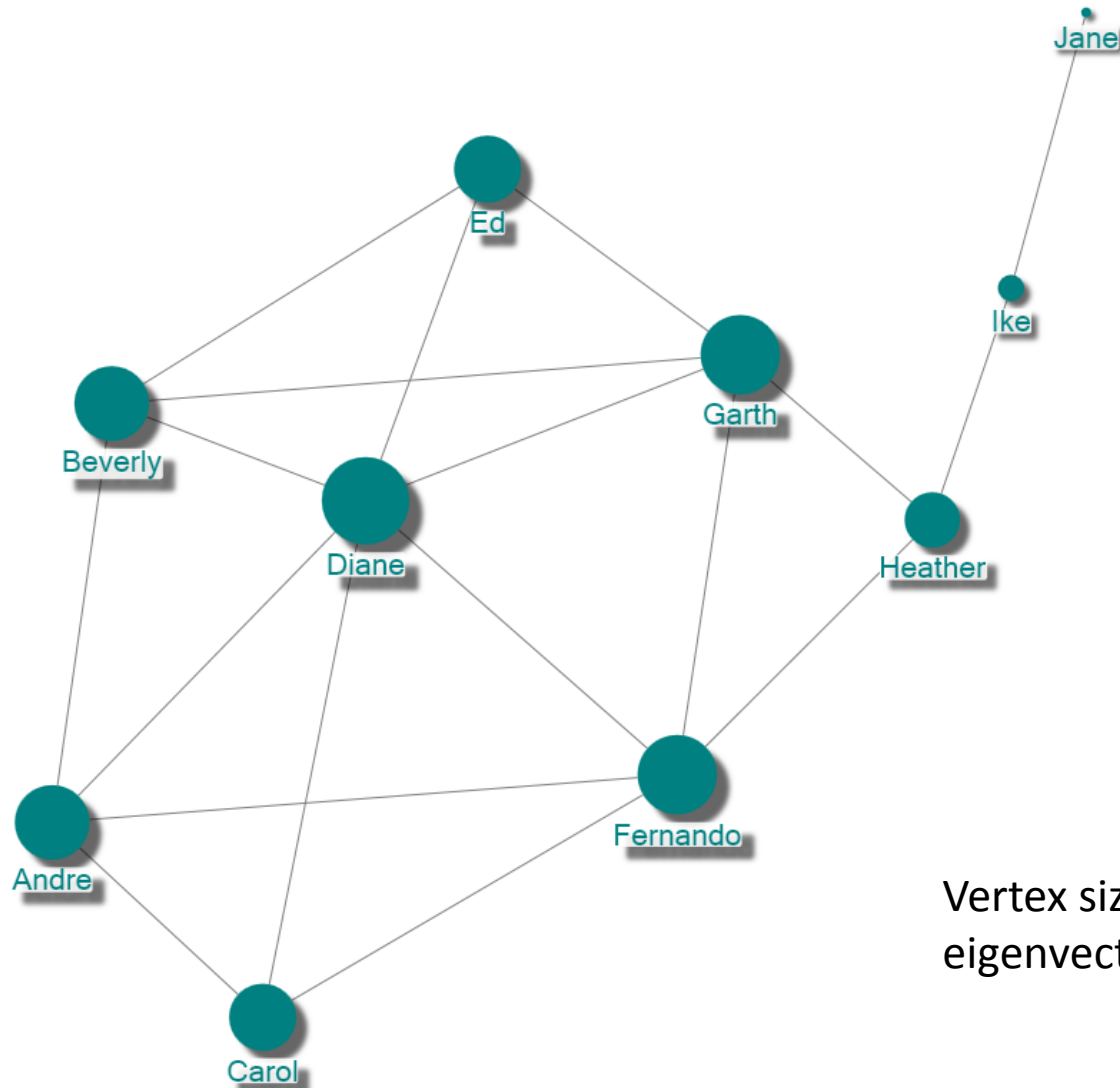 Jane
Ed
Ike
Garth
Beverly
Diane
Heather
Fernando
Andre
Vertex siz
eigenvect
Carol